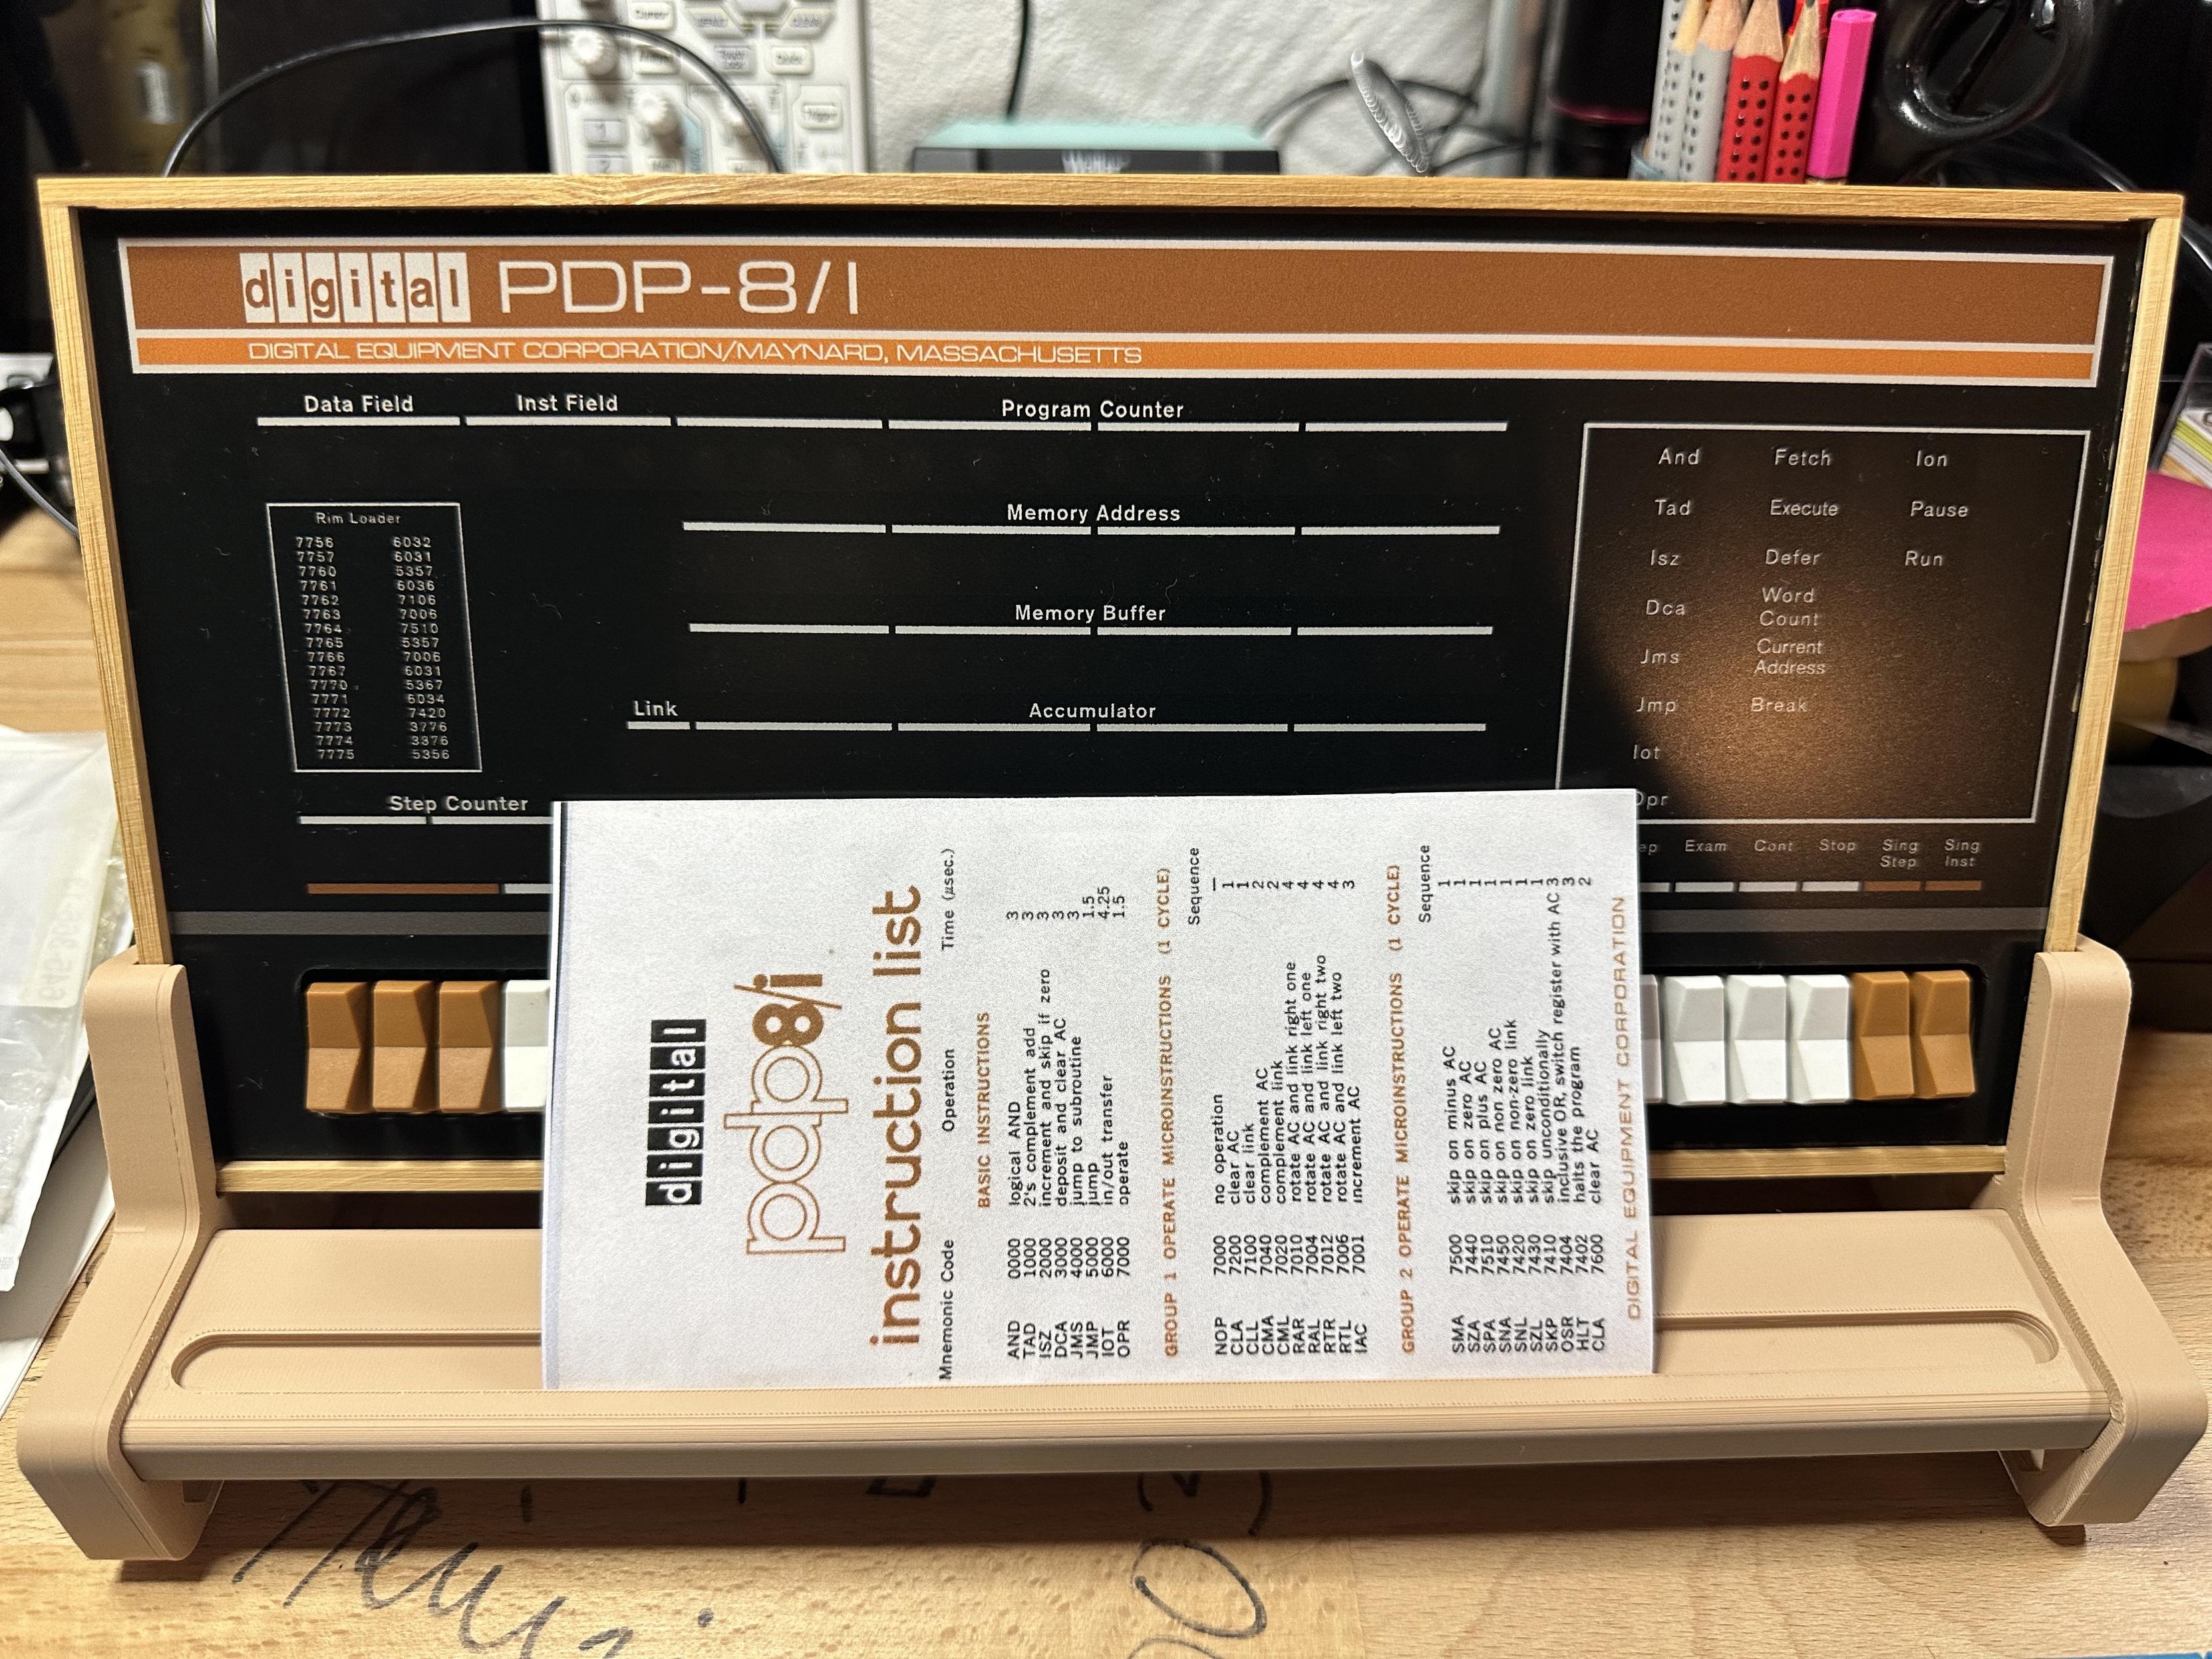 digital PDP-8/I
DIGITAL EQUIPMENT CORPORATION/MAYNARD, MASSACHUSETTS
Data Field Inst Field Program Counter
Memory Address
Memory Buffer
Link Accumulator
Rim Loader
7756 6032
7757 6031
7760 5357
7761 6036
7762 7106
7763 7006
7764 7510
7765 5357
7766 7006
7767 6031
7770 5367
7771 6034
7772 7420
7773 3776
7774 3376
7775 5356
Step Counter
And Fetch Ion
Tad Execute Pause
Isz Defer Run
Dca Word Count
Jms Current Address
Jmp Break
Iot
Opr
ep Exam Cont Stop Sing Step Sing Inst
digital
pdp8/i
instruction list
Mnemonic Code Operation Time (µsec.)
BASIC INSTRUCTIONS
AND 0000 logical AND 3
TAD 1000 2's complement add 3
ISZ 2000 increment and skip if zero 3
DCA 3000 deposit and clear AC 3
JMS 4000 jump to subroutine 3
JMP 5000 jump 1.5
IOT 6000 in/out transfer 4.25
OPR 7000 operate 1.5
GROUP 1 OPERATE MICROINSTRUCTIONS (1 CYCLE)
Sequence
NOP 7000 no operation —
CLA 7200 clear AC 1
CLL 7100 clear link 1
CMA 7040 complement AC 2
CML 7020 complement link 2
RAR 7010 rotate AC and link right one 4
RAL 7004 rotate AC and link left one 4
RTR 7012 rotate AC and link right two 4
RTL 7006 rotate AC and link left two 4
IAC 7001 increment AC 3
GROUP 2 OPERATE MICROINSTRUCTIONS (1 CYCLE)
Sequence
SMA 7500 skip on minus AC 1
SZA 7440 skip on zero AC 1
SPA 7510 skip on plus AC 1
SNA 7450 skip on non zero AC 1
SNL 7420 skip on non-zero link 1
SZL 7430 skip on zero link 1
SKP 7410 skip unconditionally 1
OSR 7404 inclusive OR, switch register with AC 3
HLT 7402 halts the program 3
CLA 7600 clear AC 2
DIGITAL EQUIPMENT CORPORATION